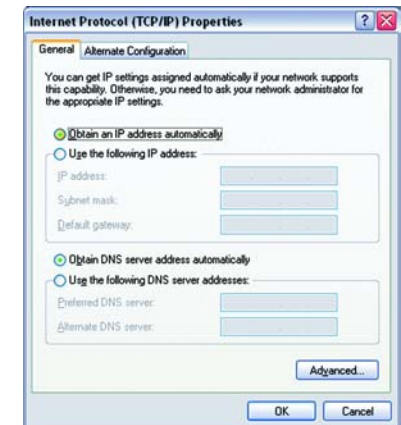 Internet Protocol (TCP/IP) Properties
General Alternate Configuration
You can get IP settings assigned automatically if your network supports
this capability. Otherwise, you need to ask your network administrator for
the appropriate IP settings.
Obtain an IP address automatically
Use the following IP address:
IP address:
Subnet mask:
Default gateway:
Obtain DNS server address automatically
Use the following DNS server addresses:
Preferred DNS server:
Alternate DNS server:
Advanced...
OK Cancel